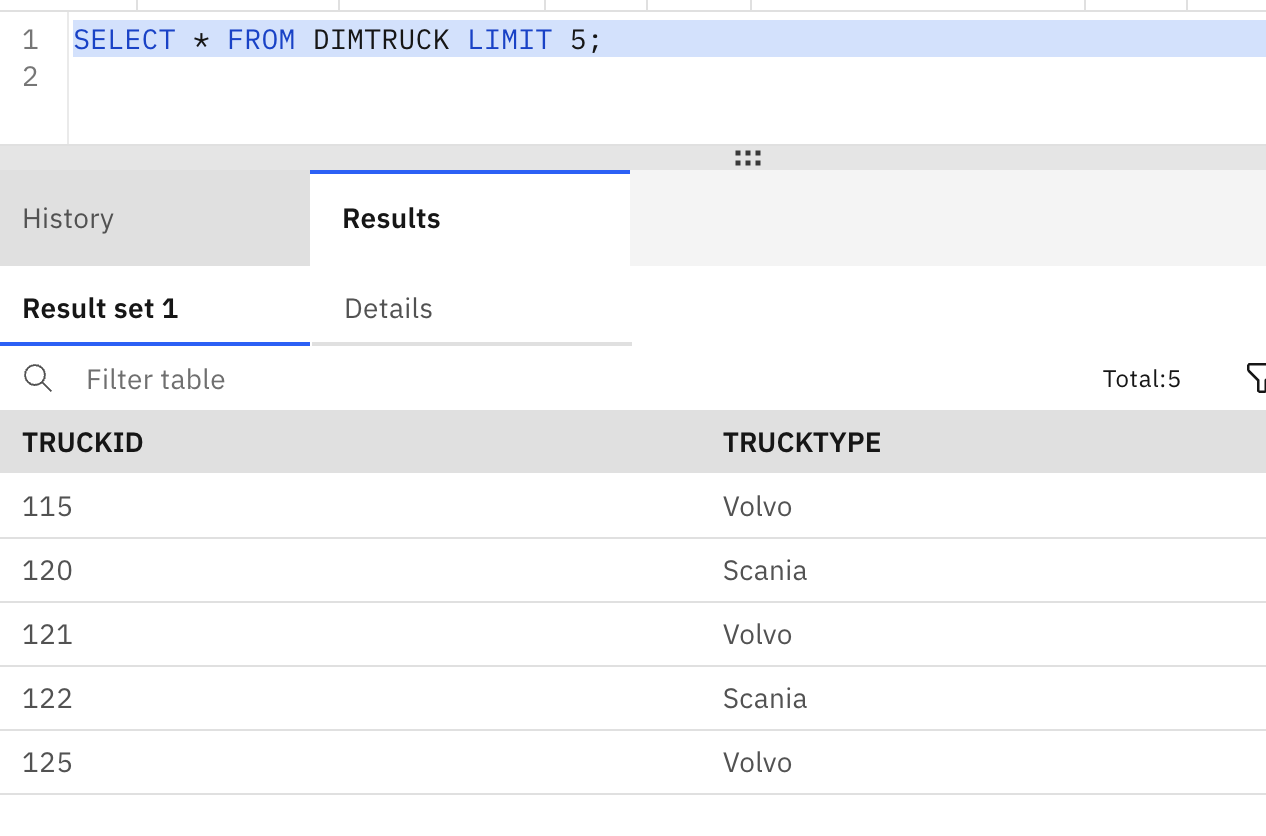 1 SELECT * FROM DIMTRUCK LIMIT 5;
2
History Results
Result set 1 Details
Filter table Total:5
TRUCKID TRUCKTYPE
115 Volvo
120 Scania
121 Volvo
122 Scania
125 Volvo